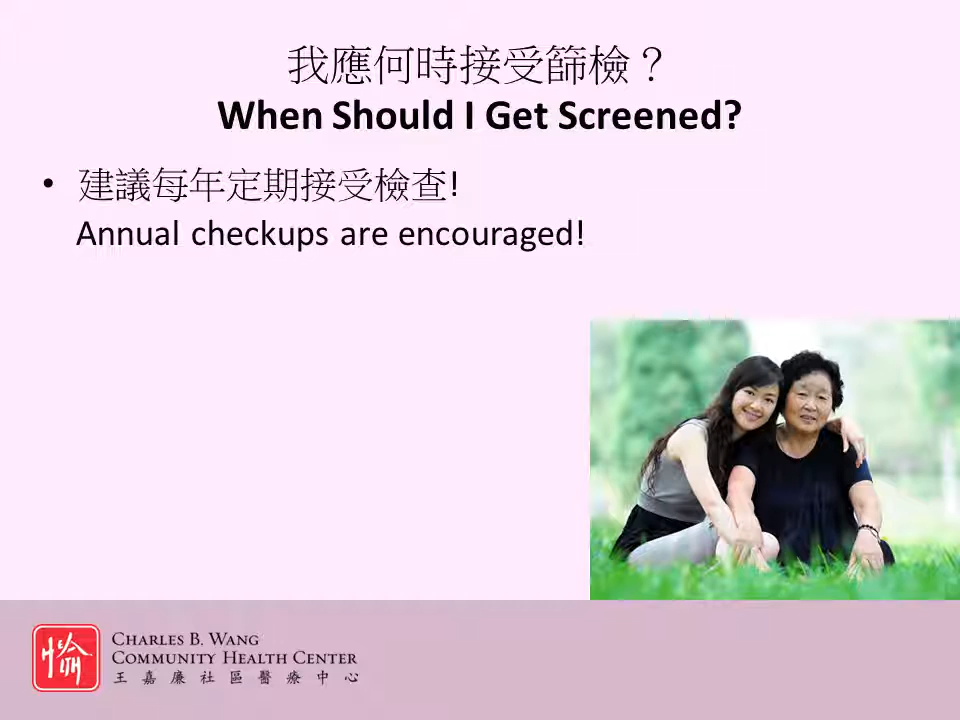 我應何時接受篩檢？
When Should I Get Screened?
• 建議每年定期接受檢查!
Annual checkups are encouraged!
愉
CHARLES B. WANG
COMMUNITY HEALTH CENTER
王嘉廉社區醫療中心